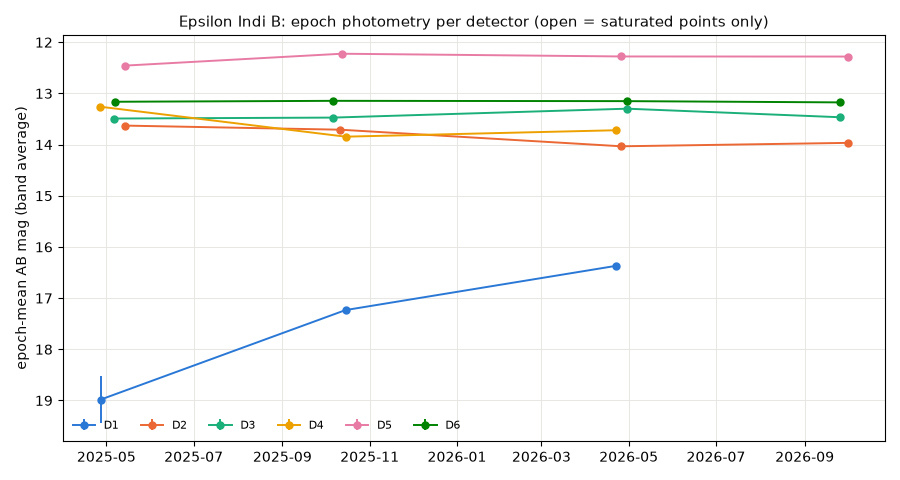 Epsilon Indi B: epoch photometry per detector (open = saturated points only)
epoch-mean AB mag (band average)
12
13
14
15
16
17
18
19
D1 D2 D3 D4 D5 D6
2025-05 2025-07 2025-09 2025-11 2026-01 2026-03 2026-05 2026-07 2026-09